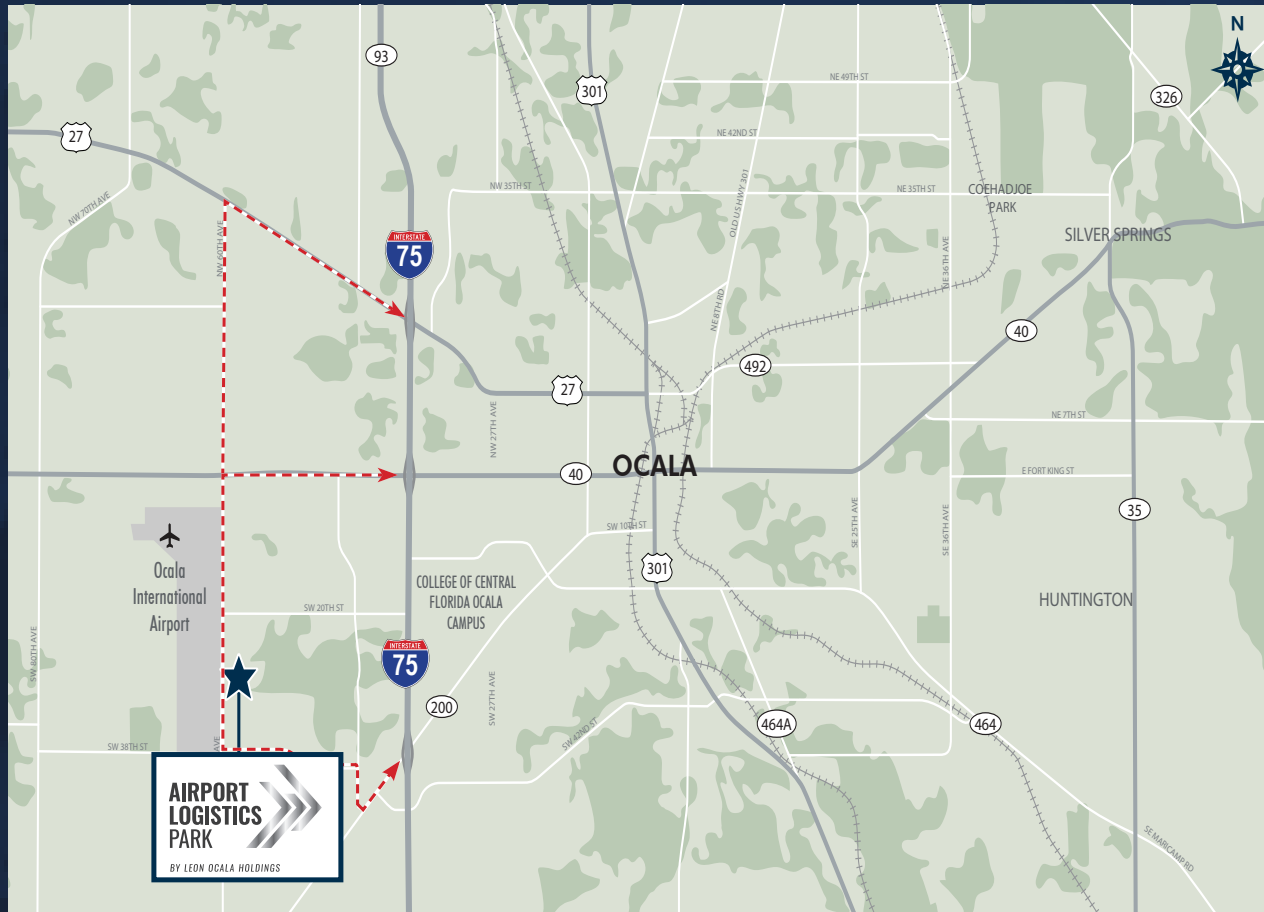 N
93
301
NE 49TH ST
326
27
NE 42ND ST
NW 70TH AVE
NW 35TH ST
OLD US HWY 301
NE 35TH ST
COEHADJOE
PARK
NW 60TH AVE
INTERSTATE
75
SILVER SPRINGS
NE 36TH AVE
NE 8TH RD
40
492
27
NW 27TH AVE
NE 7TH ST
OCALA
40
E FORT KING ST
35
SW 10TH ST
SE 25TH AVE
SE 36TH AVE
Ocala
International
Airport
301
COLLEGE OF CENTRAL
FLORIDA OCALA
CAMPUS
SW 20TH ST
HUNTINGTON
SW 80TH AVE
INTERSTATE
75
200
SW 27TH AVE
SW 42ND ST
464A
464
SW 38TH ST
AVE
AIRPORT
LOGISTICS
PARK
BY LEON OCALA HOLDINGS
SE MARICAMP RD